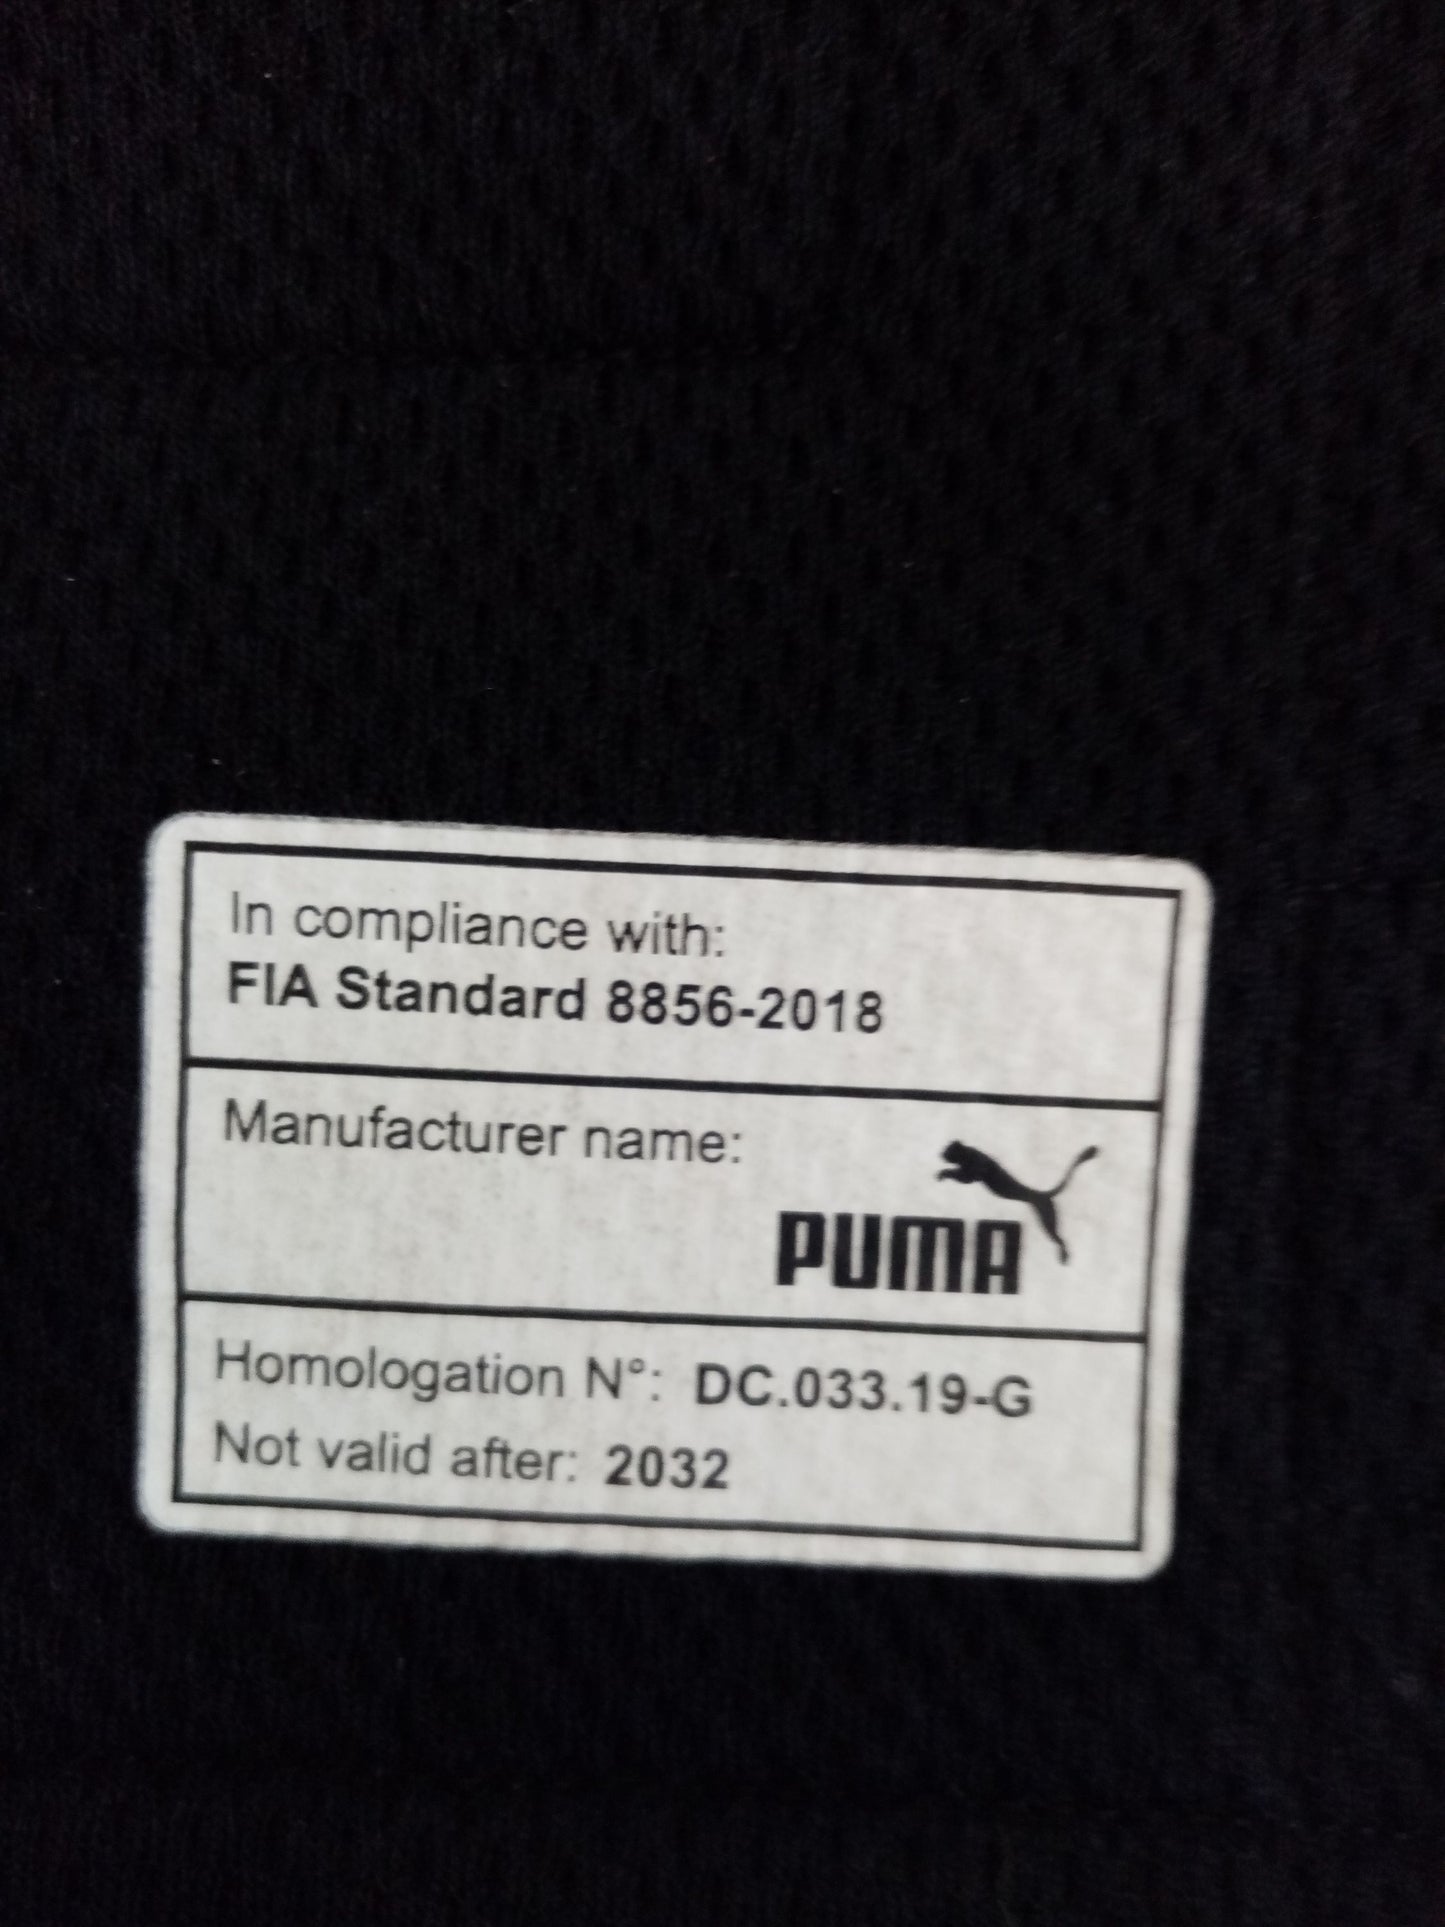 In compliance with:
FIA Standard 8856-2018
Manufacturer name:
PUMA
Homologation N°: DC.033.19-G
Not valid after: 2032